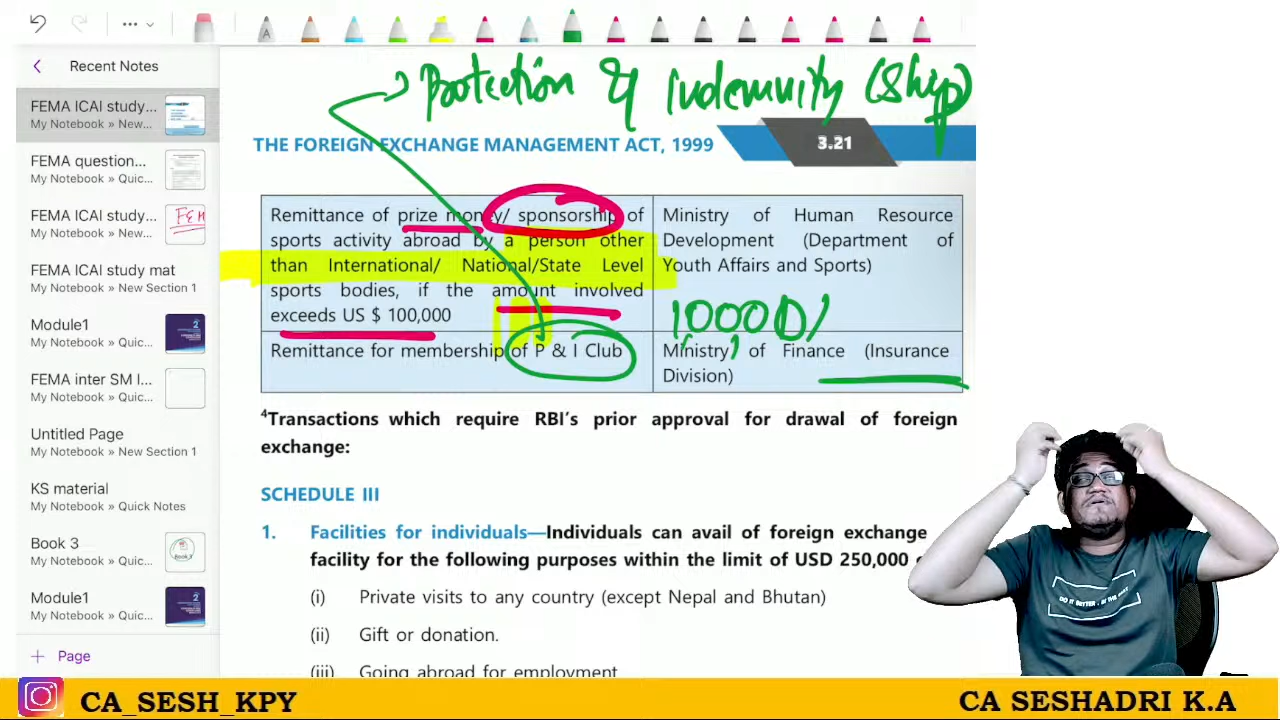 Recent Notes
FEMA ICAI study...
My Notebook » New...
FEMA question...
My Notebook » Quic...
FEMA ICAI study...
My Notebook » New...
FEM
FEMA ICAI study mat
My Notebook » New Section 1
Module1
My Notebook » Quic...
FEMA inter SM I...
My Notebook » Quic...
Untitled Page
My Notebook » New Section 1
KS material
My Notebook » Quick Notes
Book 3
My Notebook » Quic...
Book 3
Module1
My Notebook » Quic...
+ Page
Protection & Indemnity (Ship)
THE FOREIGN EXCHANGE MANAGEMENT ACT, 1999
3.21
Remittance of prize money/ sponsorship of
sports activity abroad by a person other
than International/ National/State Level
sports bodies, if the amount involved
exceeds US $ 100,000
Ministry of Human Resource
Development (Department of
Youth Affairs and Sports)
Remittance for membership of P & I Club
Ministry of Finance (Insurance
Division)
4Transactions which require RBI's prior approval for drawal of foreign
exchange:
SCHEDULE III
1. Facilities for individuals—Individuals can avail of foreign exchange
facility for the following purposes within the limit of USD 250,000
(i) Private visits to any country (except Nepal and Bhutan)
(ii) Gift or donation.
(iii) Going abroad for employment
CA_SESH_KPY
CA SESHADRI K.A